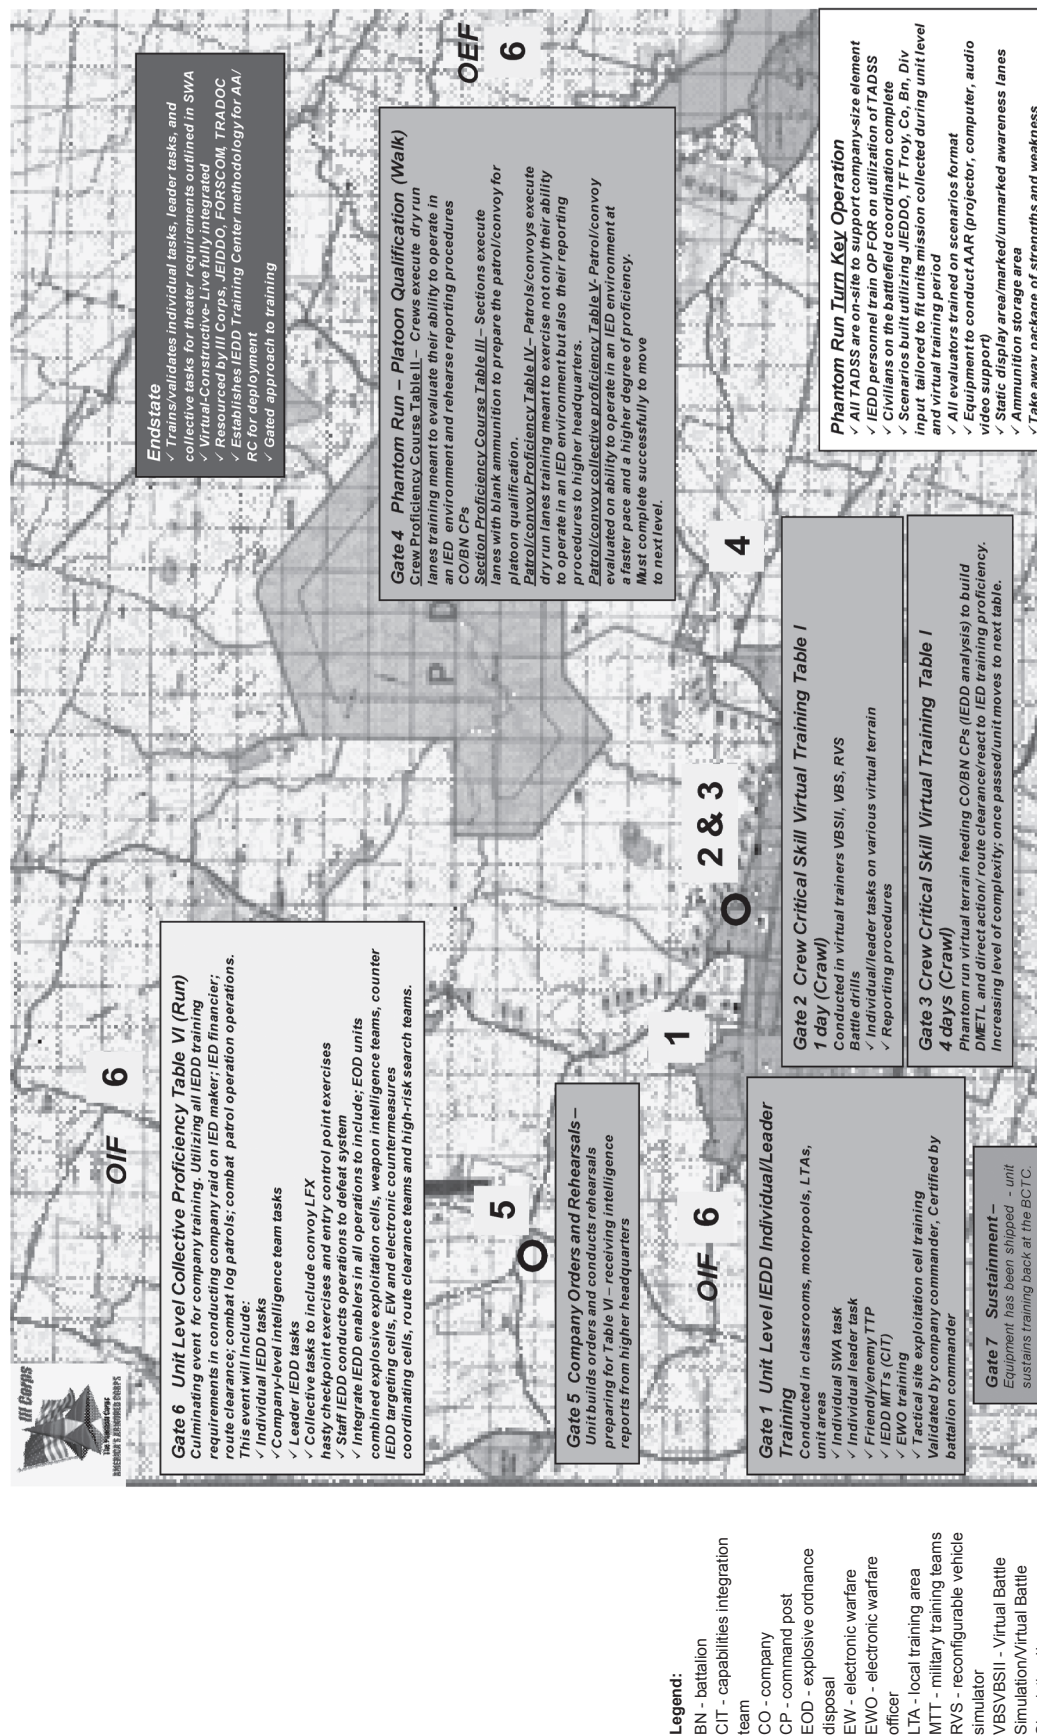 III Corps
The Phantom Corps
AMERICA'S ARMORED CORPS
OIF 6
Gate 6 Unit Level Collective Proficiency Table VI (Run)
Culminating event for company training. Utilizing all IEDD training
requirements in conducting company raid on IED maker; IED financier;
route clearance; combat log patrols; combat patrol operation operations.
This event will Include:
✓ Individual IEDD tasks
✓ Company-level intelligence team tasks
✓ Leader IEDD tasks
✓ Collective tasks to include convoy LFX
hasty checkpoint exercises and entry control point exercises
✓ Staff IEDD conducts operations to defeat system
✓ Integrate IEDD enablers in all operations to include; EOD units
combined explosive exploitation cells, weapon intelligence teams, counter
IEDD targeting cells, EW and electronic countermeasures
coordinating cells, route clearance teams and high-risk search teams.
Endstate
✓ Trains/validates individual tasks, leader tasks, and
collective tasks for theater requirements outlined in SWA
✓ Virtual-Constructive- Live fully integrated
✓ Resourced by III Corps, JEIDO, FORSCOM, TRADOC
✓ Establishes IEDD Training Center methodology for AA/
RC for deployment
✓ Gated approach to training
OEF
6
P D
Gate 4 Phantom Run – Platoon Qualification (Walk)
Crew Proficiency Course Table II – Crews execute dry run
lanes training meant to evaluate their ability to operate in
an IED environment and rehearse reporting procedures
CO/BN CPs
Section Proficiency Course Table III – Sections execute
lanes with blank ammunition to prepare the patrol/convoy for
platoon qualification.
Patrol/convoy Proficiency Table IV – Patrols/convoys execute
dry run lanes training meant to exercise not only their ability
to operate in an IED environment but also their reporting
procedures to higher headquarters.
Patrol/convoy collective proficiency Table V- Patrol/convoy
evaluated on ability to operate in an IED environment at
a faster pace and a higher degree of proficiency.
Must complete successfully to move
to next level.
5
Gate 5 Company Orders and Rehearsals –
Unit builds orders and conducts rehearsals
preparing for Table VI – receiving intelligence
reports from higher headquarters
1
2 & 3
4
OIF 6
Gate 1 Unit Level IEDD Individual/Leader
Training
Conducted in classrooms, motorpools, LTAs,
unit areas
✓ Individual SWA task
✓ Individual leader task
✓ Friendly/enemy TTP
✓ IEDD MTTs (CIT)
✓ EWO training
✓ Tactical site exploitation cell training
Validated by company commander, Certified by
battalion commander
Gate 2 Crew Critical Skill Virtual Training Table I
1 day (Crawl)
Conducted in virtual trainers VBSII, VBS, RVS
Battle drills
✓ Individual/leader tasks on various virtual terrain
✓ Reporting procedures
Gate 3 Crew Critical Skill Virtual Training Table I
4 days (Crawl)
Phantom run virtual terrain feeding CO/BN CPs (IEDD analysis) to build
DMETL and direct action/ route clearance/react to IED training proficiency.
Increasing level of complexity; once passed/unit moves to next table.
Phantom Run Turn Key Operation
✓ All TADSS are on-site to support company-size element
✓ IEDD personnel train OP FOR on utilization of TADSS
✓ Civilians on the battlefield coordination complete
✓ Scenarios built utilizing JIEDDO, TF Troy, Co, Bn, Div
input tailored to fit units mission collected during unit level
and virtual training period
✓ All evaluators trained on scenarios format
✓ Equipment to conduct AAR (projector, computer, audio
video support)
✓ Static display area/marked/unmarked awareness lanes
✓ Ammunition storage area
✓ Take away package of strengths and weakness
Gate 7 Sustainment –
Equipment has been shipped - unit
sustains training back at the BCTC.
Legend:
BN - battalion
CIT - capabilities integration
team
CO - company
CP - command post
EOD - explosive ordnance
disposal
EW - electronic warfare
EWO - electronic warfare
officer
LTA - local training area
MTT - military training teams
RVS - reconfigurable vehicle
simulator
VBSVBSII - Virtual Battle
Simulation/Virtual Battle